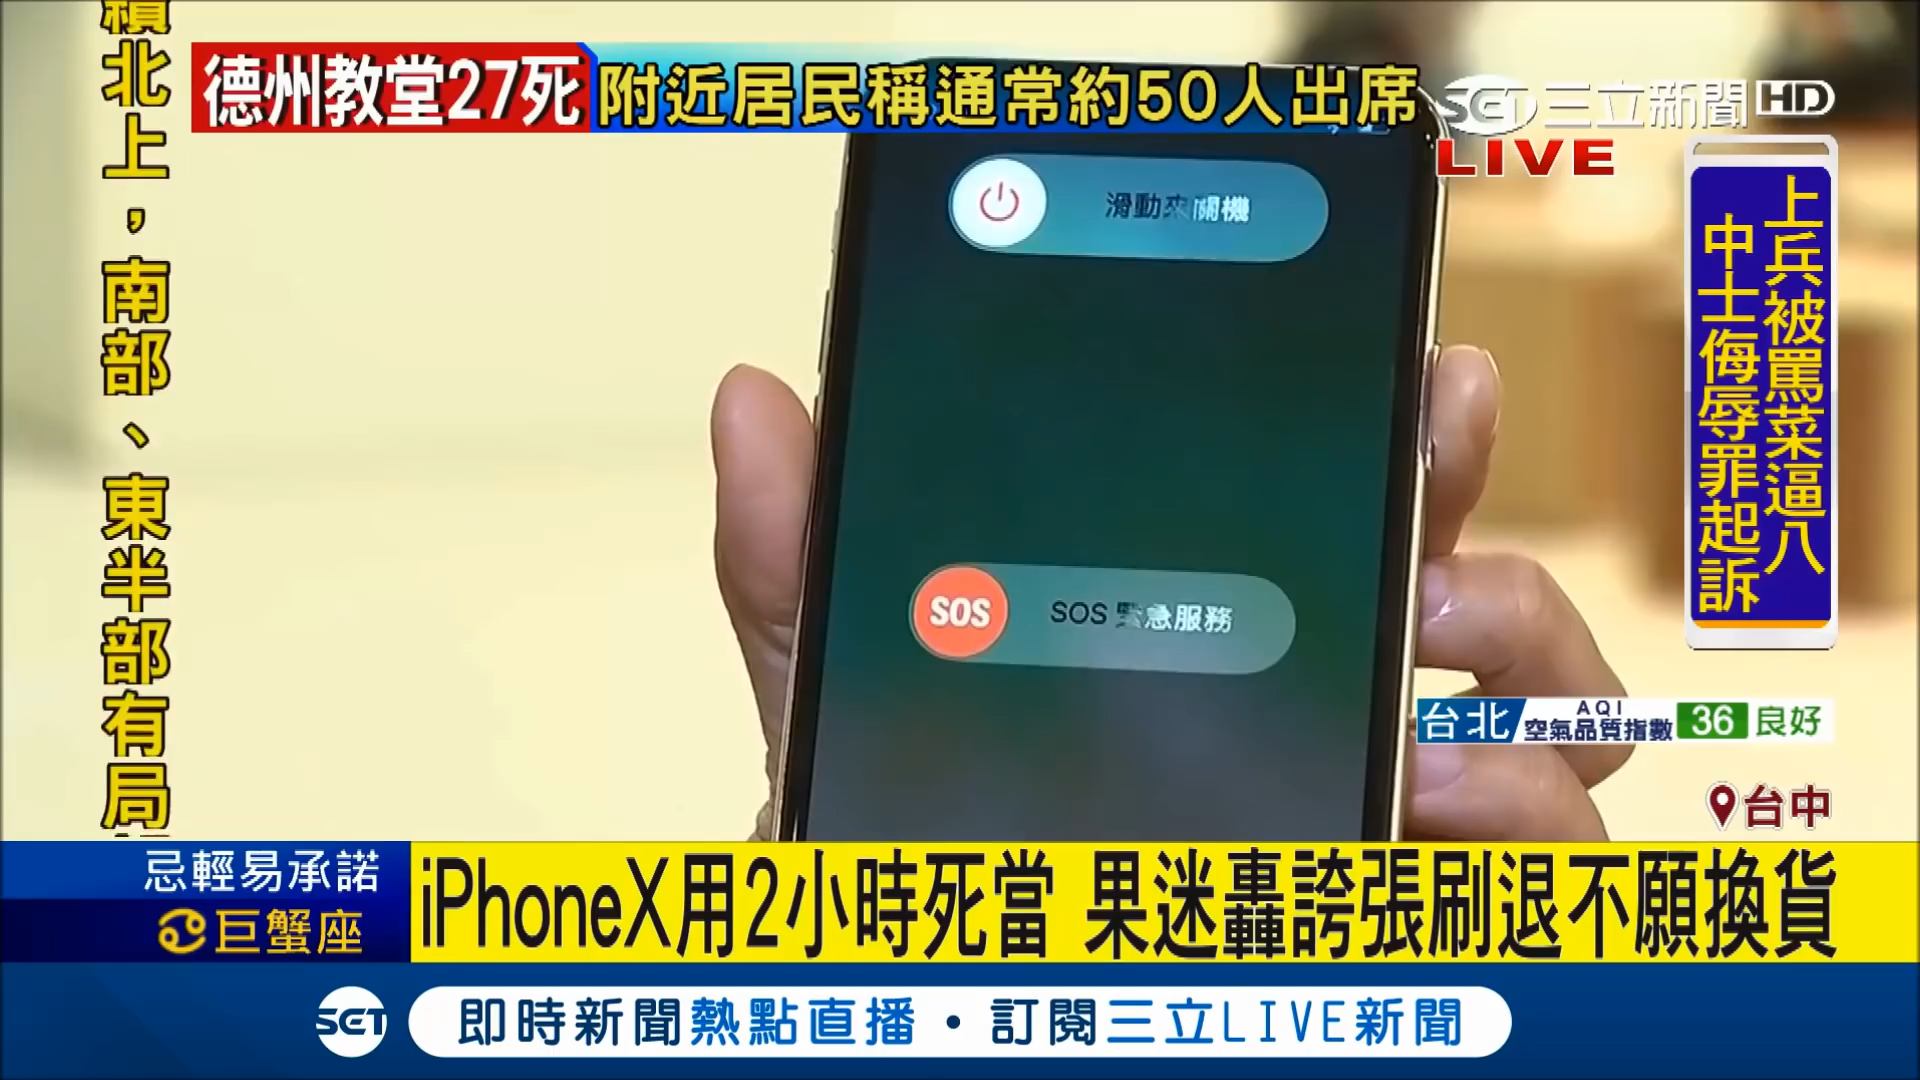 北上，南部、東半部有局
德州教堂27死 附近居民稱通常約50人出席
SET三立新聞HD
LIVE
滑動來關機
SOS
SOS 緊急服務
上兵被罵菜逼八
中士侮辱罪起訴
台北 AQI 空氣品質指數 36 良好
台中
忌輕易承諾
巨蟹座
iPhoneX用2小時死當 果迷轟誇張刷退不願換貨
SET 即時新聞熱點直播・訂閱三立LIVE新聞